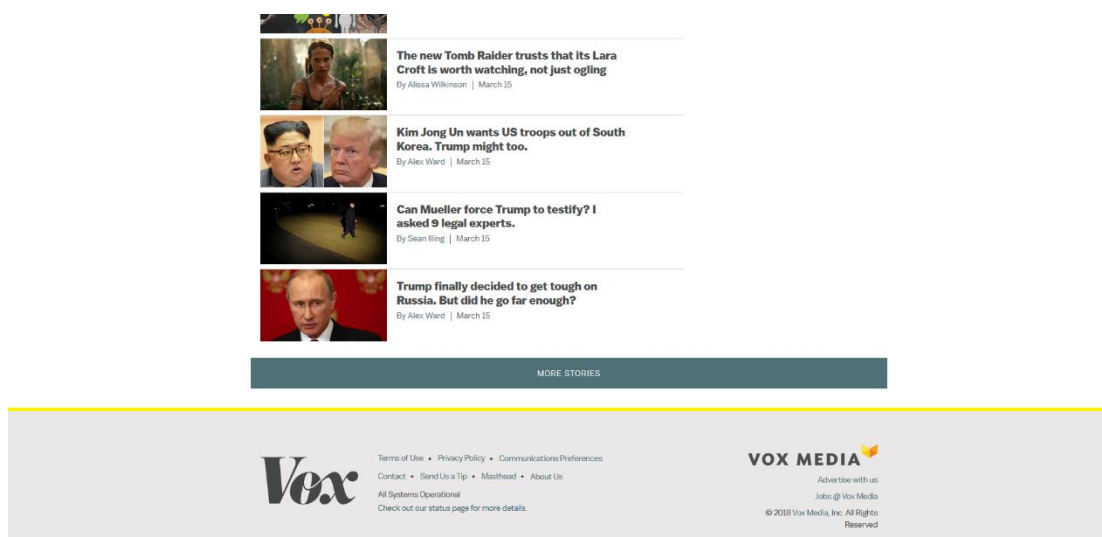 The new Tomb Raider trusts that its Lara
Croft is worth watching, not just ogling
By Alissa Wilkinson | March 15
Kim Jong Un wants US troops out of South
Korea. Trump might too.
By Alex Ward | March 15
Can Mueller force Trump to testify? I
asked 9 legal experts.
By Sean Illing | March 15
Trump finally decided to get tough on
Russia. But did he go far enough?
By Alex Ward | March 15
MORE STORIES
Vox
Terms of Use • Privacy Policy • Communications Preferences
Contact • Send Us a Tip • Masthead • About Us
All Systems Operational
Check out our status page for more details.
VOX MEDIA
Advertise with us
Jobs @ Vox Media
© 2018 Vox Media, Inc. All Rights
Reserved